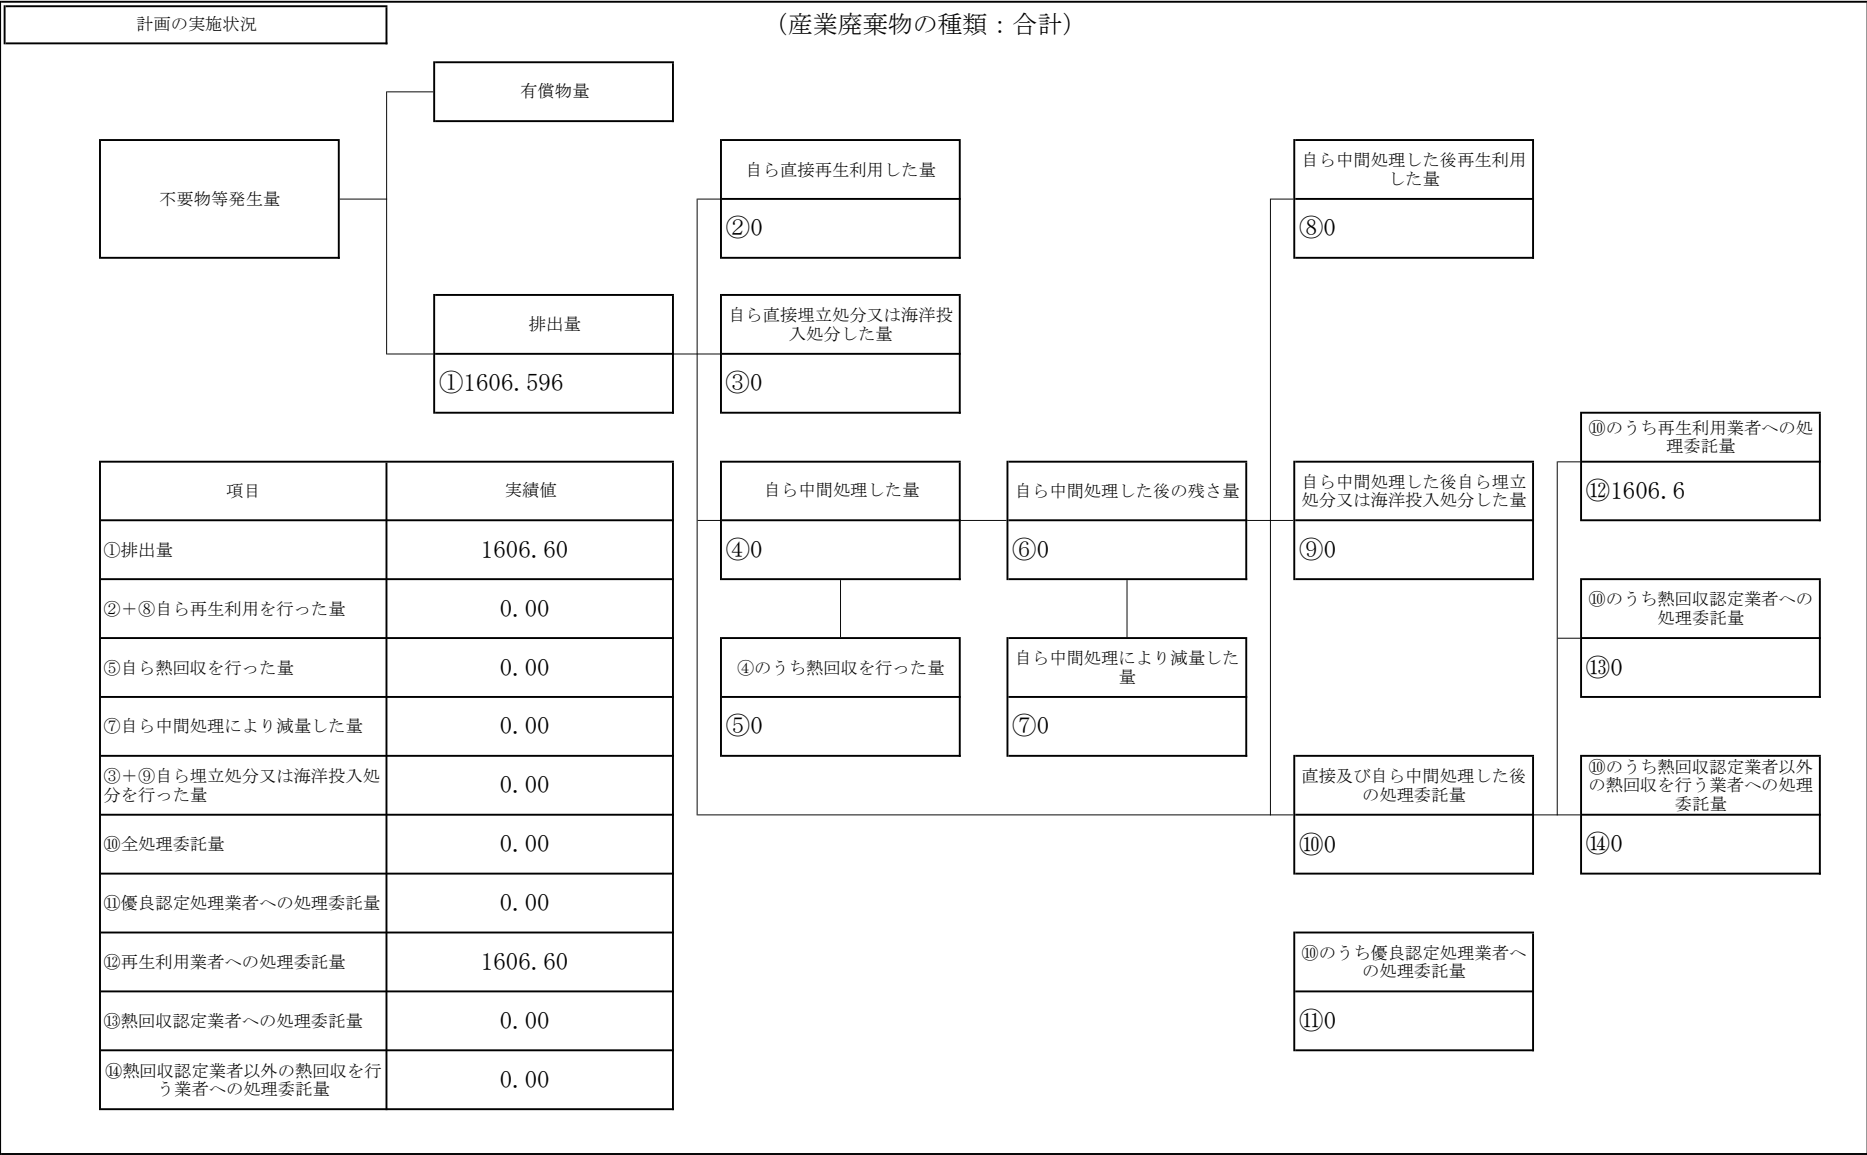 計画の実施状況
（産業廃棄物の種類：合計）
有償物量
不要物等発生量
自ら直接再生利用した量
②0
自ら中間処理した後再生利用
した量
⑧0
排出量
①1606.596
自ら直接埋立処分又は海洋投
入処分した量
③0
⑩のうち再生利用業者への処
理委託量
⑫1606.6
自ら中間処理した量
④0
自ら中間処理した後の残さ量
⑥0
自ら中間処理した後自ら埋立
処分又は海洋投入処分した量
⑨0
⑩のうち熱回収認定業者への
処理委託量
⑬0
④のうち熱回収を行った量
⑤0
自ら中間処理により減量した
量
⑦0
直接及び自ら中間処理した後
の処理委託量
⑩0
⑩のうち熱回収認定業者以外
の熱回収を行う業者への処理
委託量
⑭0
⑩のうち優良認定処理業者へ
の処理委託量
⑪0
項目 実績値
①排出量 1606.60
②＋⑧自ら再生利用を行った量 0.00
⑤自ら熱回収を行った量 0.00
⑦自ら中間処理により減量した量 0.00
③＋⑨自ら埋立処分又は海洋投入処
分を行った量 0.00
⑩全処理委託量 0.00
⑪優良認定処理業者への処理委託量 0.00
⑫再生利用業者への処理委託量 1606.60
⑬熱回収認定業者への処理委託量 0.00
⑭熱回収認定業者以外の熱回収を行
う業者への処理委託量 0.00